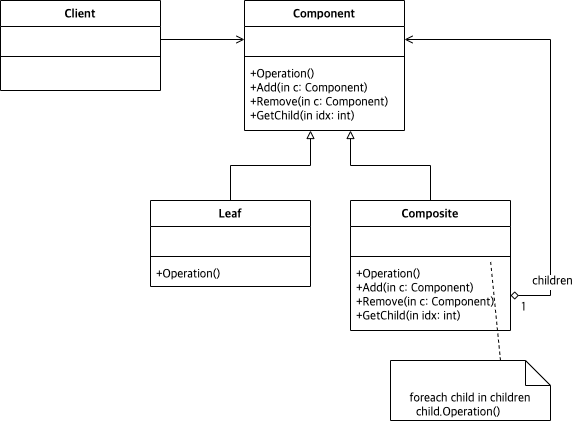 Client
Component
+Operation()
+Add(in c: Component)
+Remove(in c: Component)
+GetChild(in idx: int)
Leaf
+Operation()
Composite
+Operation()
+Add(in c: Component)
+Remove(in c: Component)
+GetChild(in idx: int)
children
1
foreach child in children
child.Operation()